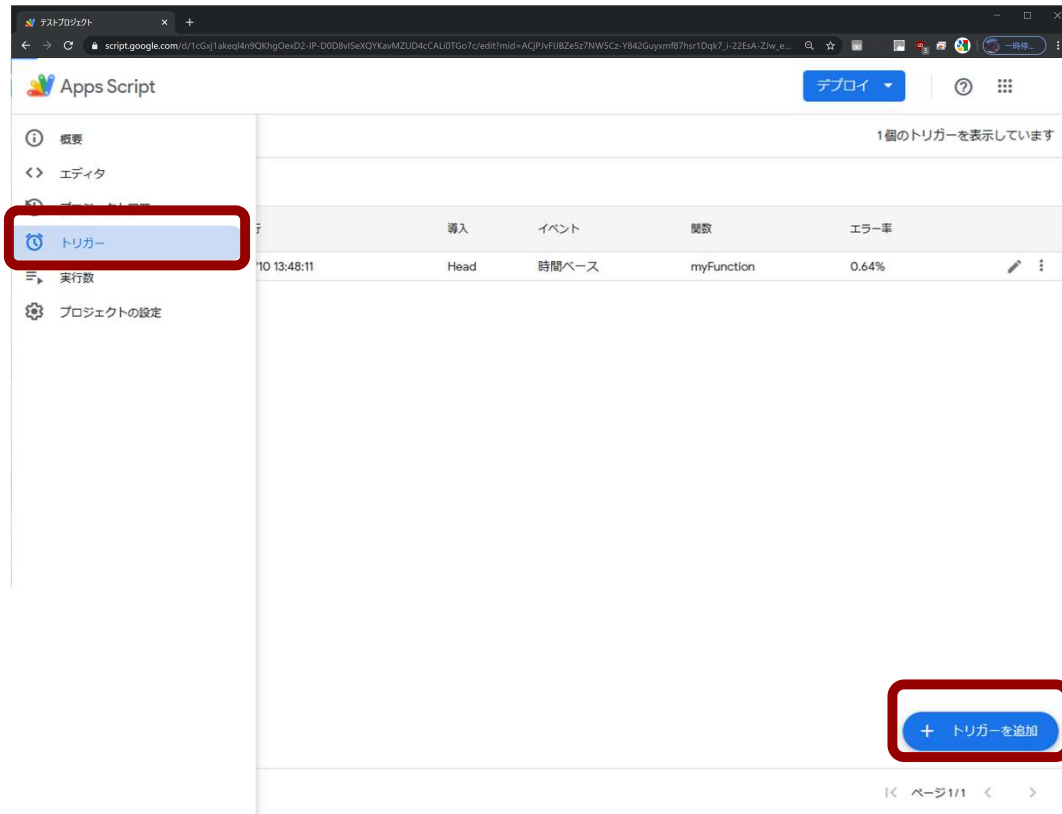 テストプロジェクト
script.google.com/d/1cGxj1akeqI4n9QKhgOexD2-IP-D0D8vISeXQYKavMZUD4cCALi0TGo7c/edit?mid=ACjPJvFIJBZe5z7NW5Cz-Y842Guyxmf87hsr1Dqk7_i-22EsA-ZJw_e...
一時停...
Apps Script
デプロイ
概要
1個のトリガーを表示しています
エディタ
トリガー
導入 イベント 関数 エラー率
'10 13:48:11 Head 時間ベース myFunction 0.64%
実行数
プロジェクトの設定
+ トリガーを追加
ページ1/1